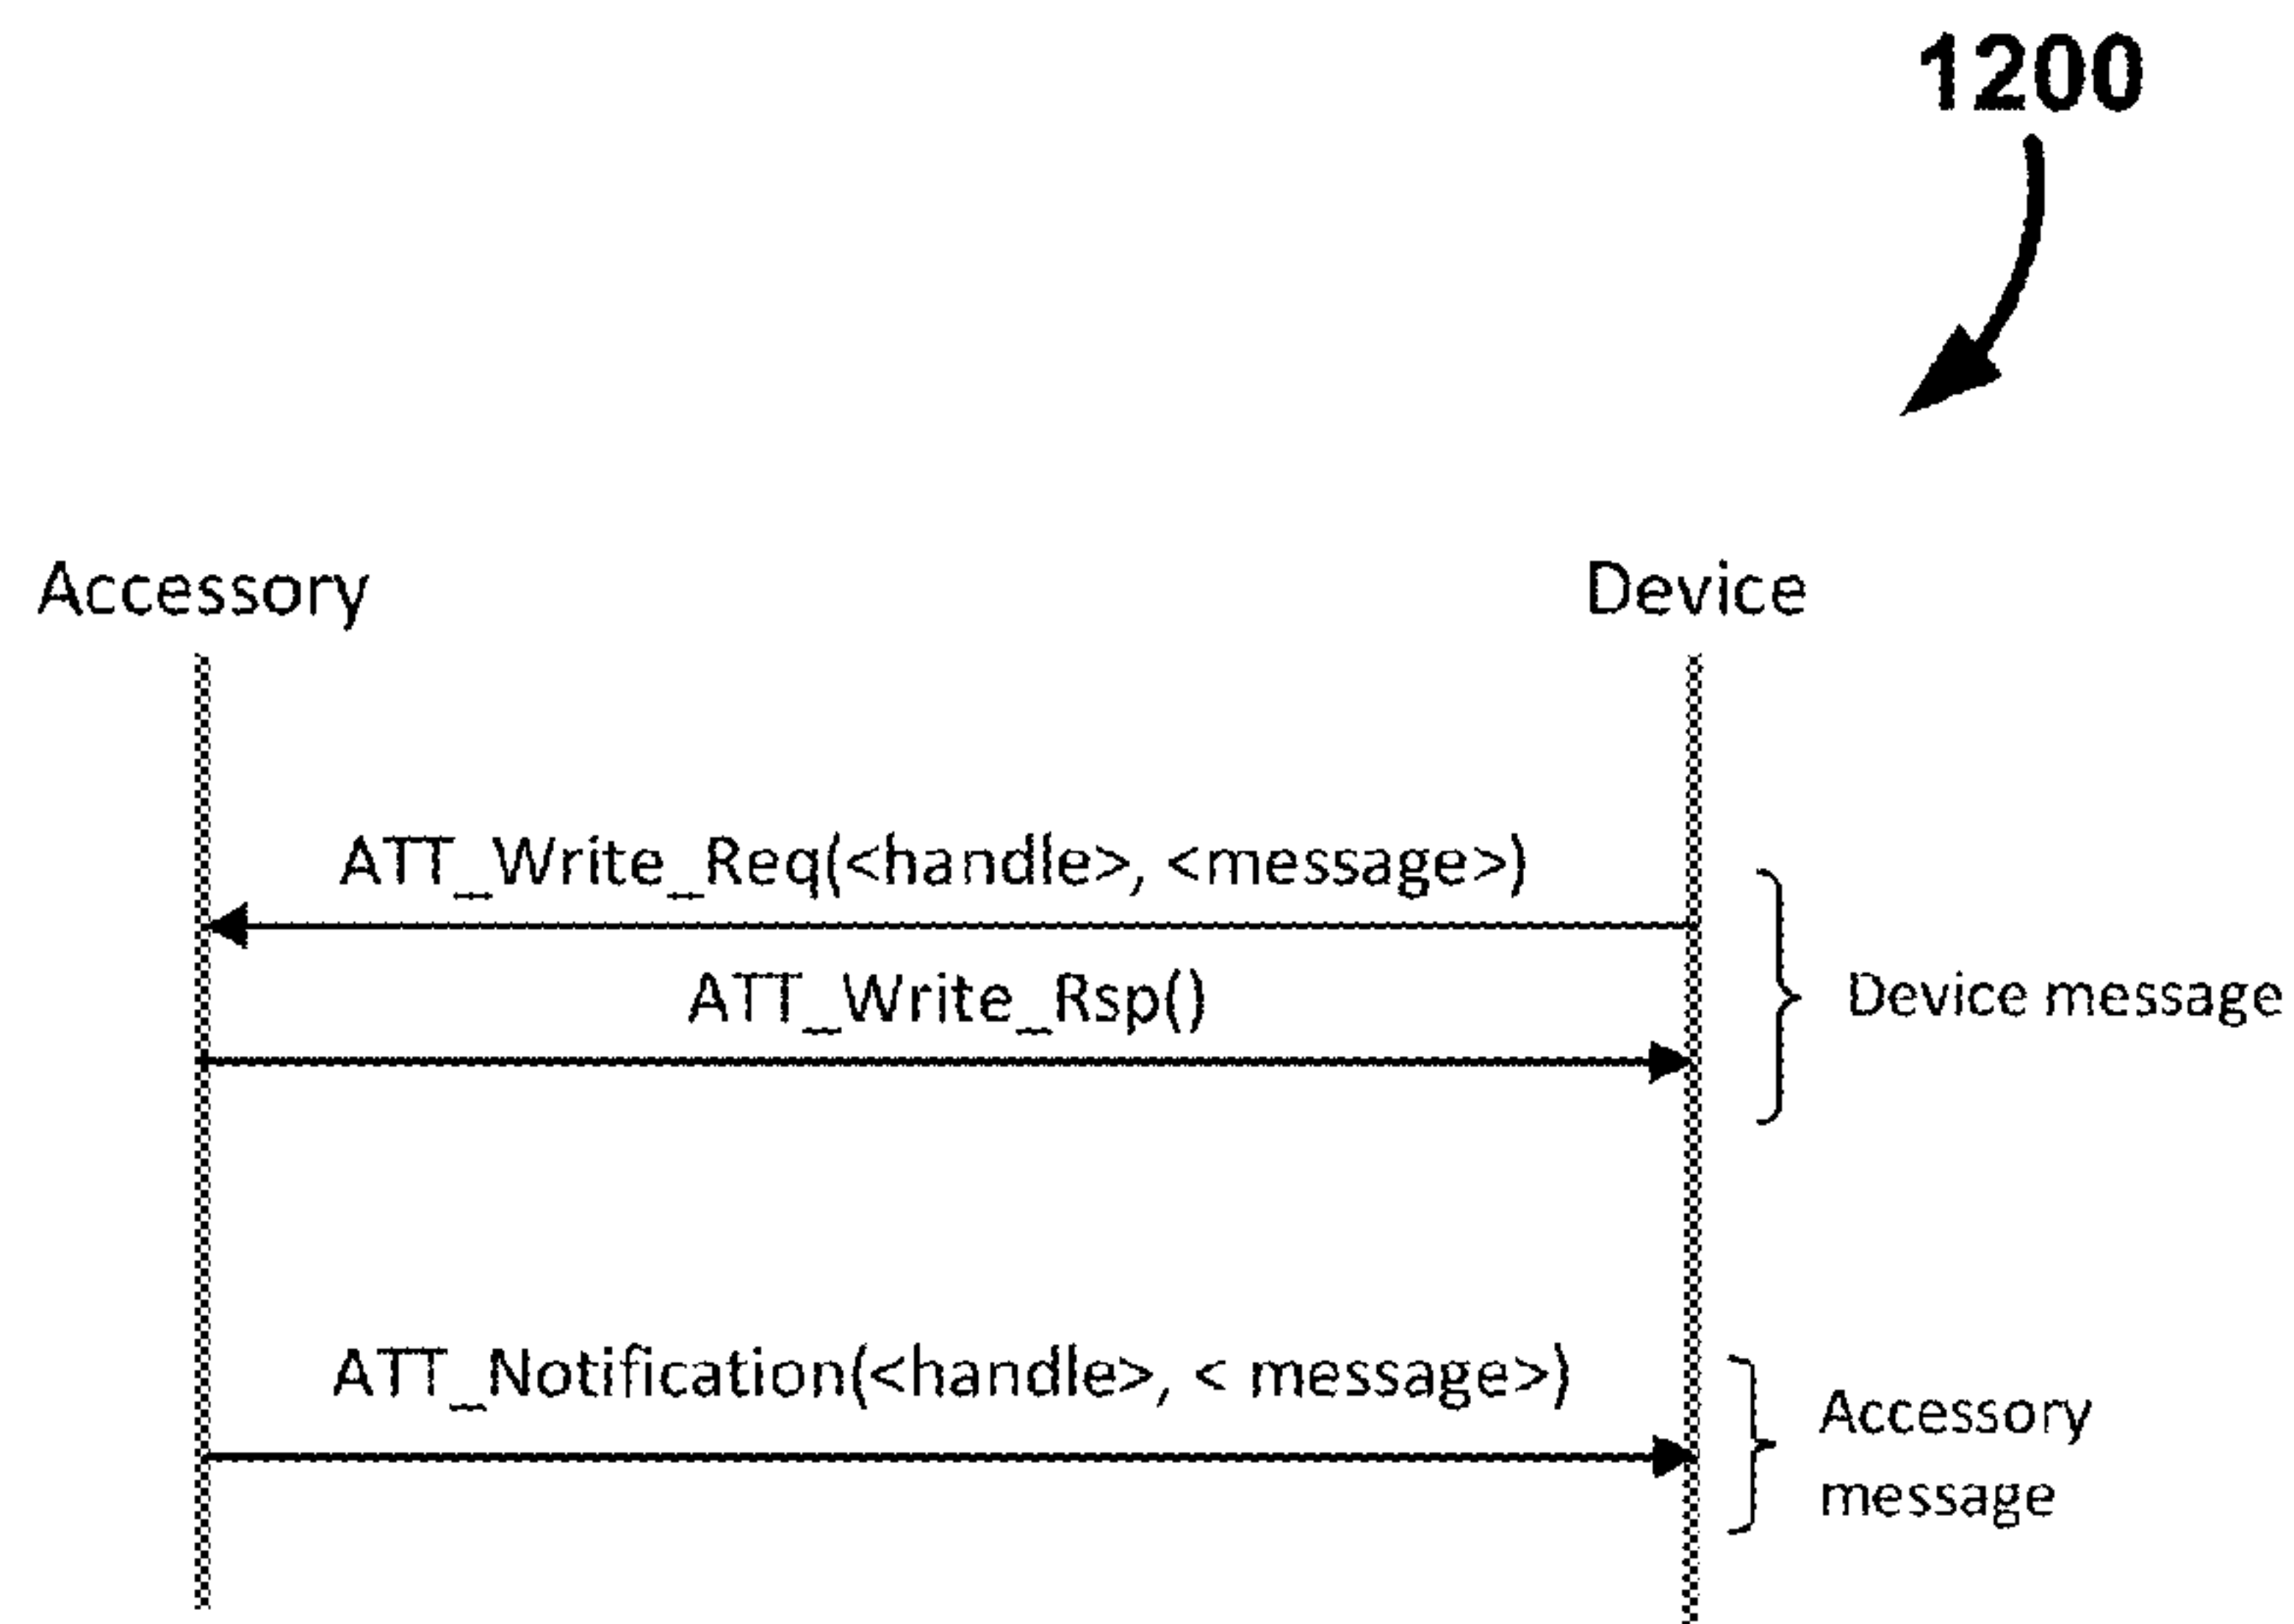 1200
Accessory
Device
ATT_Write_Req(<handle>, <message>)
ATT_Write_Rsp()
Device message
ATT_Notification(<handle>, < message>)
Accessory
message